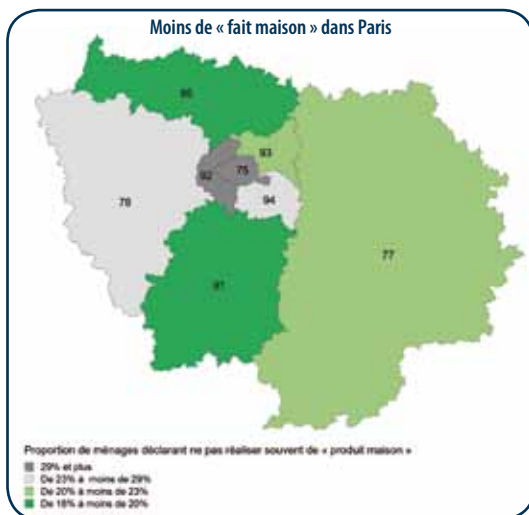 Moins de « fait maison » dans Paris
95
93
92
75
78
94
77
91
Proportion de ménages déclarant ne pas réaliser souvent de « produit maison »
29% et plus
De 23% à moins de 29%
De 20% à moins de 23%
De 18% à moins de 20%